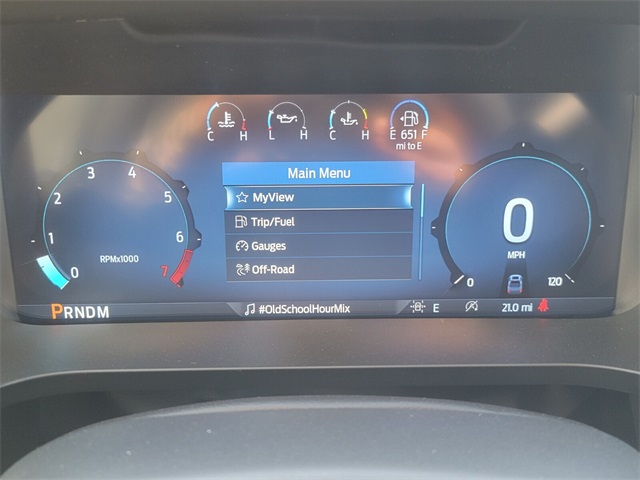 C H
L H
C H
E 651 F
mi to E
Main Menu
MyView
Trip/Fuel
Gauges
Off-Road
0 1 2 3 4 5 6 7
RPMx1000
0
MPH
0 120
PRNDM
#OldSchoolHourMix
E
21.0 mi